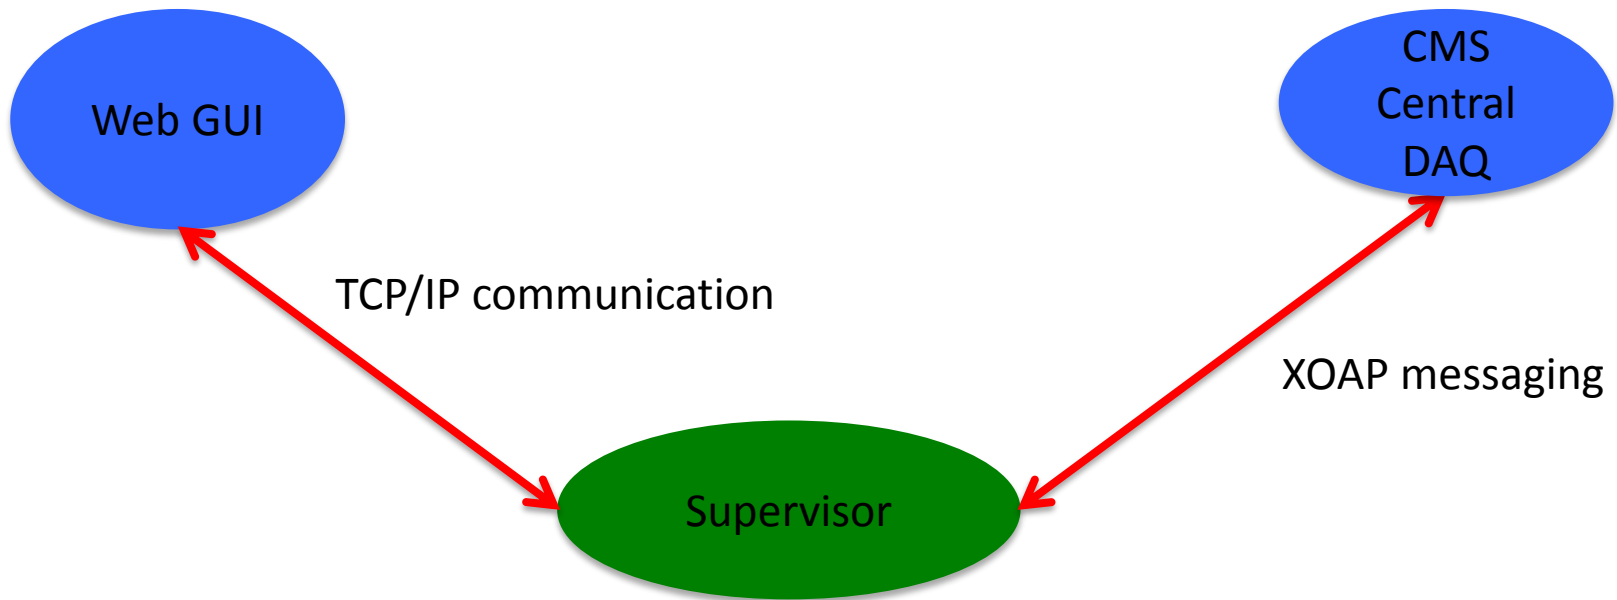 Web GUI
CMS
Central
DAQ
TCP/IP communication
XOAP messaging
Supervisor